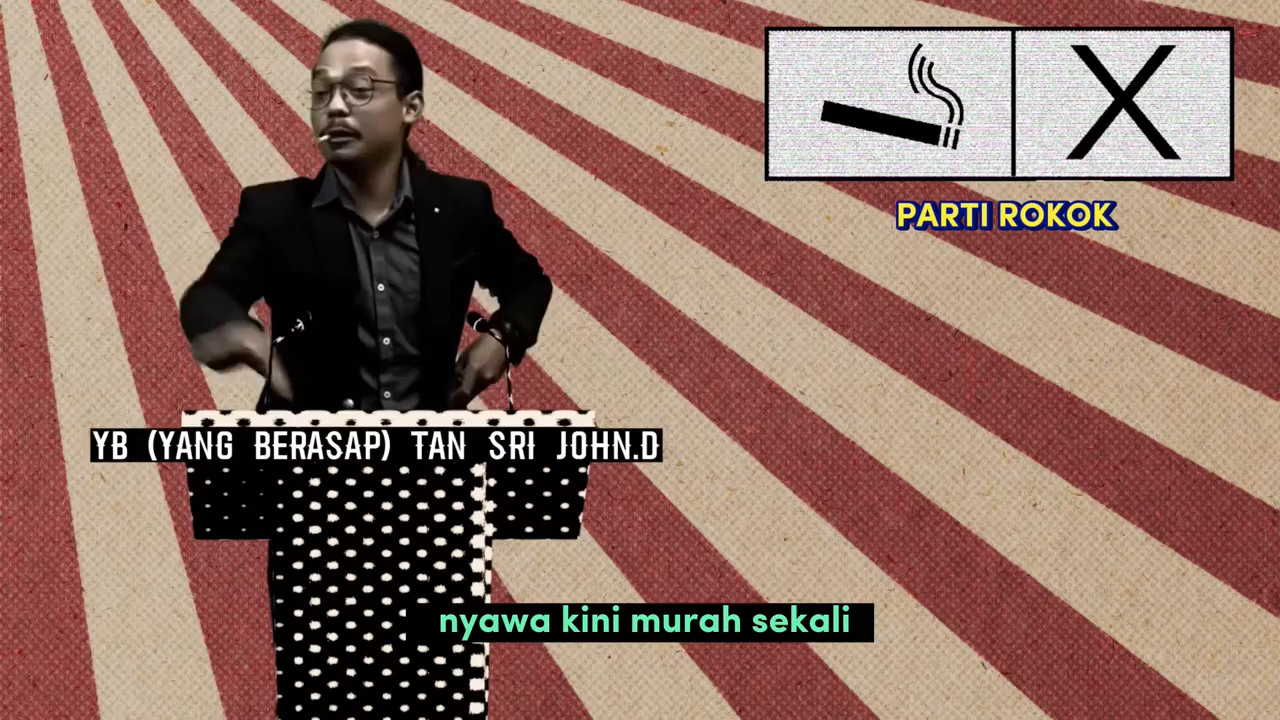 X
PARTI ROKOK
YB (YANG BERASAP) TAN SRI JOHN.D
nyawa kini murah sekali